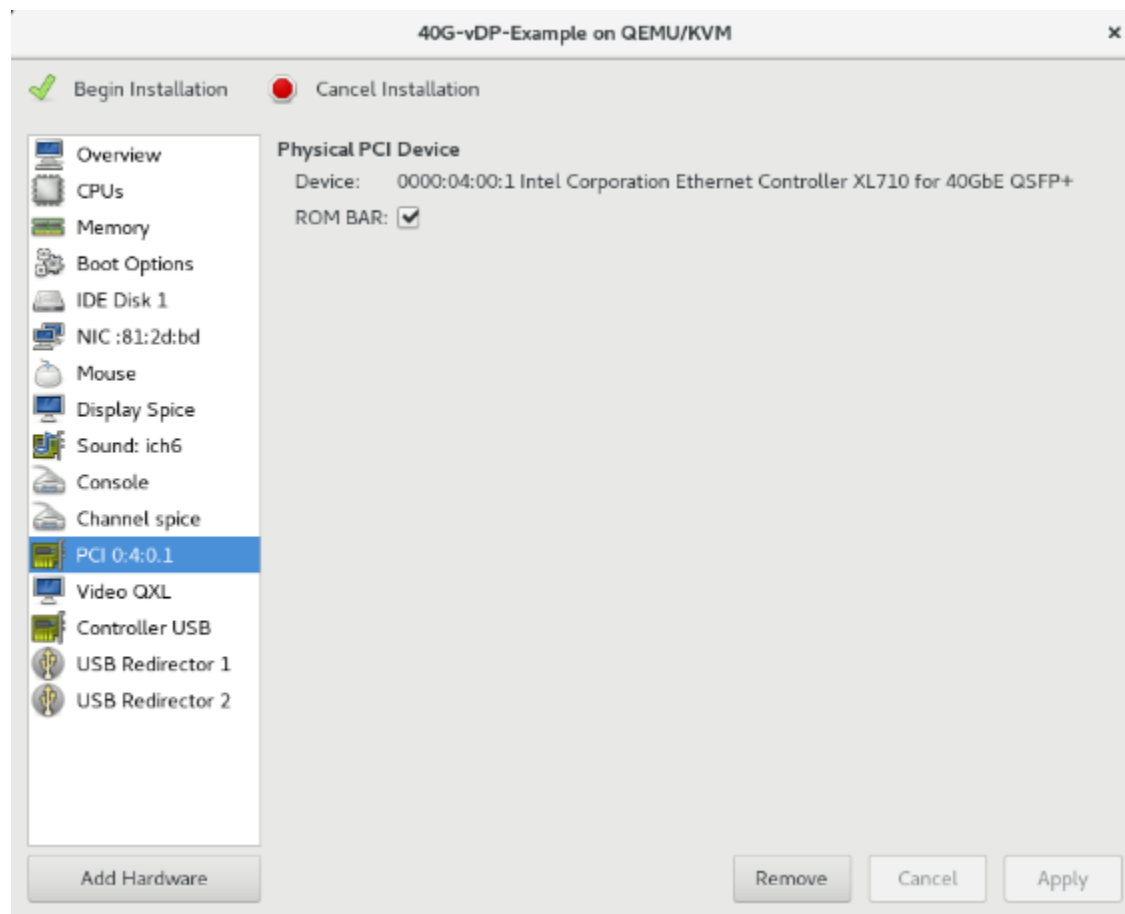 40G-vDP-Example on QEMU/KVM
Begin Installation
Cancel Installation
Overview
CPUs
Memory
Boot Options
IDE Disk 1
NIC :81:2d:bd
Mouse
Display Spice
Sound: ich6
Console
Channel spice
PCI 0:4:0.1
Video QXL
Controller USB
USB Redirector 1
USB Redirector 2
Add Hardware
Physical PCI Device
Device: 0000:04:00:1 Intel Corporation Ethernet Controller XL710 for 40GbE QSFP+
ROM BAR:
Remove
Cancel
Apply